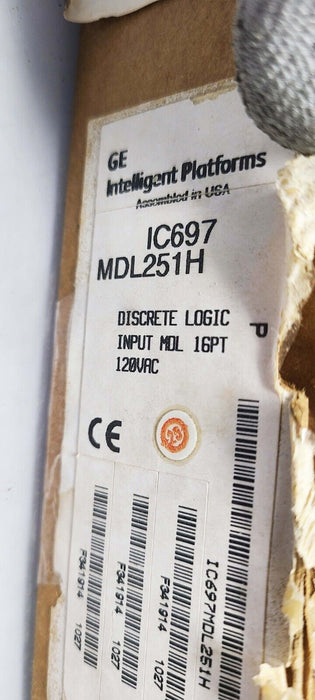 GE
Intelligent Platforms
Assembled in USA
IC697
MDL251H
DISCRETE LOGIC
INPUT MDL 16PT
120VAC
P
CE
F341914 1027
F341914 1027
F341914 1027
IC697MDL251H